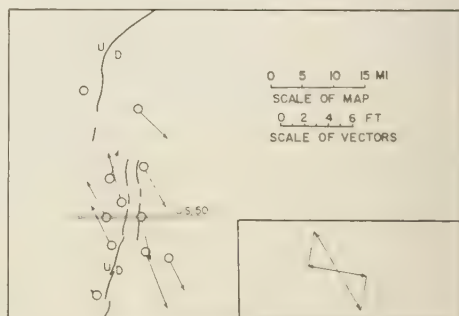 U
D
0 5 10 15 MI
SCALE OF MAP
0 2 4 6 FT
SCALE OF VECTORS
U.S. 50
U D